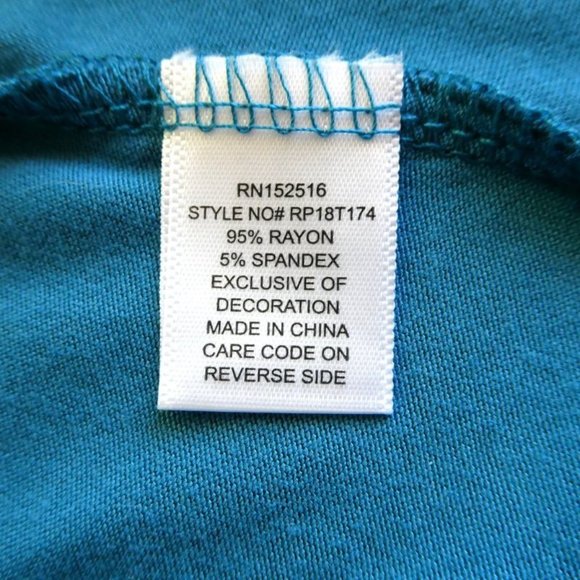 RN152516
STYLE NO# RP18T174
95% RAYON
5% SPANDEX
EXCLUSIVE OF
DECORATION
MADE IN CHINA
CARE CODE ON
REVERSE SIDE